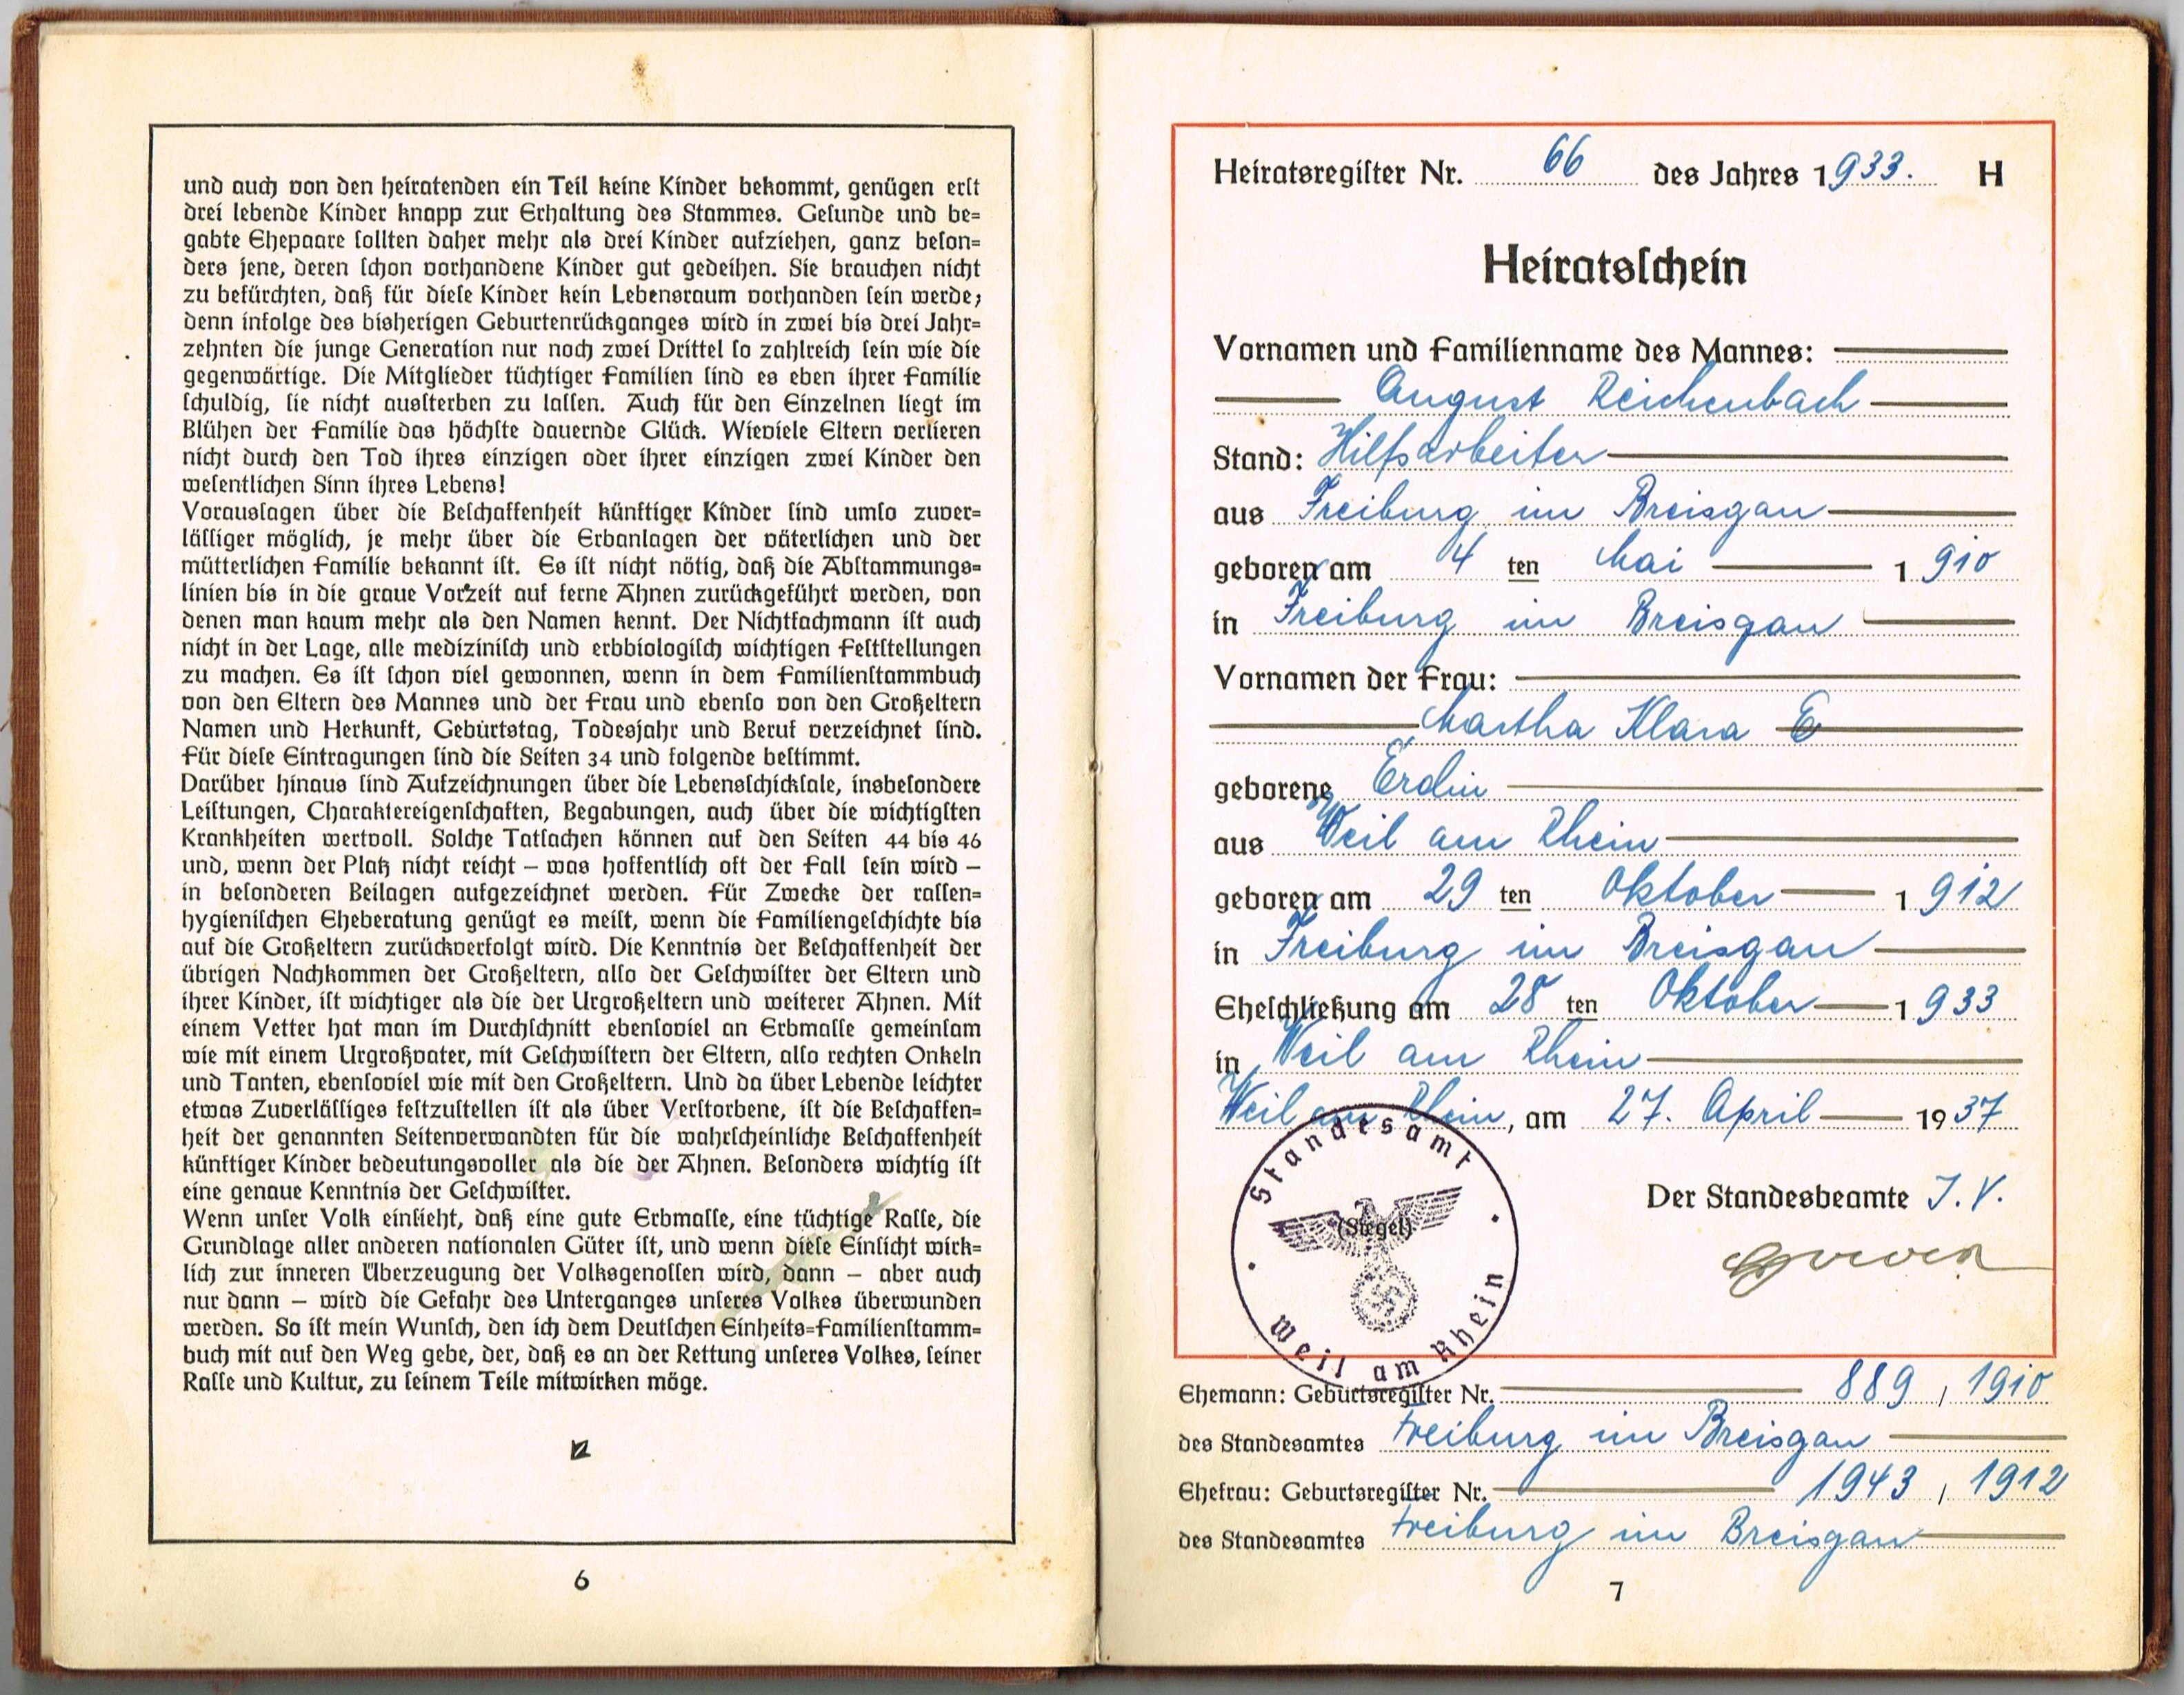 und auch von den heiratenden ein Teil keine Kinder bekommt, genügen erſt
drei lebende Kinder knapp zur Erhaltung des Stammes. Geſunde und be=
gabte Ehepaare ſollten daher mehr als drei Kinder aufziehen, ganz beſon=
ders jene, deren ſchon vorhandene Kinder gut gedeihen. Sie brauchen nicht
zu befürchten, daß für dieſe Kinder kein Lebensraum vorhanden ſein werde;
denn infolge des bisherigen Geburtenrückganges wird in zwei bis drei Jahr=
zehnten die junge Generation nur noch zwei Drittel ſo zahlreich ſein wie die
gegenwärtige. Die Mitglieder tüchtiger Familien ſind es eben ihrer Familie
ſchuldig, ſie nicht ausſterben zu laſſen. Auch für den Einzelnen liegt im
Blühen der Familie das höchſte dauernde Glück. Wieviele Eltern verlieren
nicht durch den Tod ihres einzigen oder ihrer einzigen zwei Kinder den
weſentlichen Sinn ihres Lebens!
Vorausſagen über die Beſchaffenheit künftiger Kinder ſind umſo zuver=
läſſiger möglich, je mehr über die Erbanlagen der väterlichen und der
mütterlichen Familie bekannt iſt. Es iſt nicht nötig, daß die Abſtammungs=
linien bis in die graue Vorzeit auf ferne Ahnen zurückgeführt werden, von
denen man kaum mehr als den Namen kennt. Der Nichtfachmann iſt auch
nicht in der Lage, alle mediziniſch und erbbiologiſch wichtigen Feſtſtellungen
zu machen. Es iſt ſchon viel gewonnen, wenn in dem Familienſtammbuch
von den Eltern des Mannes und der Frau und ebenſo von den Großeltern
Namen und Herkunft, Geburtstag, Todesjahr und Beruf verzeichnet ſind.
Für dieſe Eintragungen ſind die Seiten 34 und folgende beſtimmt.
Darüber hinaus ſind Aufzeichnungen über die Lebensſchickſale, insbeſondere
Leiſtungen, Charaktereigenſchaften, Begabungen, auch über die wichtigſten
Krankheiten wertvoll. Solche Tatſachen können auf den Seiten 44 bis 46
und, wenn der Platz nicht reicht – was hoffentlich oft der Fall ſein wird –
in beſonderen Beilagen aufgezeichnet werden. Für Zwecke der raſſen=
hygieniſchen Eheberatung genügt es meiſt, wenn die Familiengeſchichte bis
auf die Großeltern zurückverfolgt wird. Die Kenntnis der Beſchaffenheit der
übrigen Nachkommen der Großeltern, alſo der Geſchwiſter der Eltern und
ihrer Kinder, iſt wichtiger als die der Urgroßeltern und weiterer Ahnen. Mit
einem Vetter hat man im Durchſchnitt ebenſoviel an Erbmaſſe gemeinſam
wie mit einem Urgroßvater, mit Geſchwiſtern der Eltern, alſo rechten Onkeln
und Tanten, ebenſoviel wie mit den Großeltern. Und da über Lebende leichter
etwas Zuverläſſiges feſtzuſtellen iſt als über Verſtorbene, iſt die Beſchaffen=
heit der genannten Seitenverwandten für die wahrſcheinliche Beſchaffenheit
künftiger Kinder bedeutungsvoller als die der Ahnen. Beſonders wichtig iſt
eine genaue Kenntnis der Geſchwiſter.
Wenn unſer Volk einſieht, daß eine gute Erbmaſſe, eine tüchtige Raſſe, die
Grundlage aller anderen nationalen Güter iſt, und wenn dieſe Einſicht wirk=
lich zur inneren Überzeugung der Volksgenoſſen wird, dann – aber auch
nur dann – wird die Gefahr des Unterganges unſeres Volkes überwunden
werden. So iſt mein Wunſch, den ich dem Deutſchen Einheits=Familienſtamm=
buch mit auf den Weg gebe, der, daß es an der Rettung unſeres Volkes, ſeiner
Raſſe und Kultur, zu ſeinem Teile mitwirken möge.
6
Heiratsregiſter Nr. 66 des Jahres 1933. H
Heiratsſchein
Vornamen und Familienname des Mannes:
August Reichenbach
Stand: Hilfsarbeiter
aus Freiburg im Breisgau
geboren am 4 ten Mai 1910
in Freiburg im Breisgau
Vornamen der Frau:
Martha Klara E
geborene Erdin
aus Weil am Rhein
geboren am 29 ten Oktober 1912
in Freiburg im Breisgau
Eheſchließung am 28 ten Oktober 1933
in Weil am Rhein
Weil am Rhein, am 27. April 1937
Standesamt
Der Standesbeamte I.V.
(Siegel)
Weil am Rhein
Ehemann: Geburtsregiſter Nr. 889 / 1910
des Standesamtes Freiburg im Breisgau
Ehefrau: Geburtsregiſter Nr. 1943 / 1912
des Standesamtes Freiburg im Breisgau
7